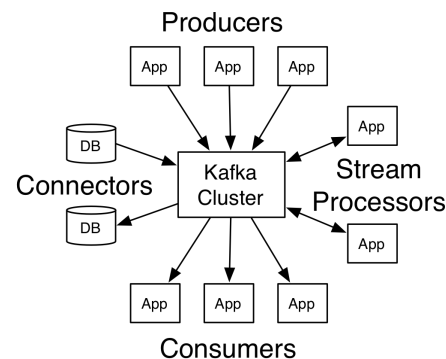 Producers
App
App
App
DB
App
Connectors
Kafka
Cluster
Stream
Processors
DB
App
App
App
App
Consumers